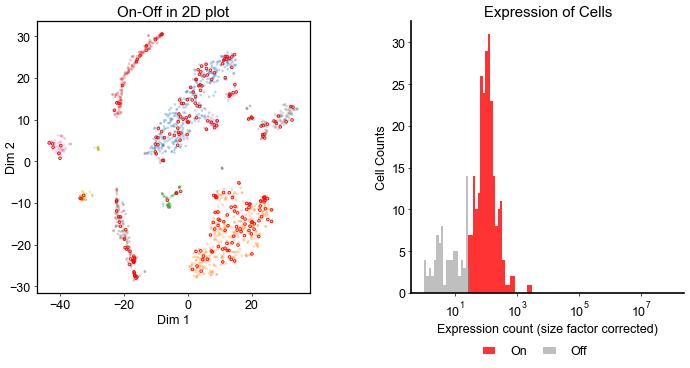 On-Off in 2D plot
Dim 2
30
20
10
0
−10
−20
−30
−40
−20
0
20
Dim 1
Expression of Cells
Cell Counts
30
25
20
15
10
5
0
10^1
10^3
10^5
10^7
Expression count (size factor corrected)
On
Off